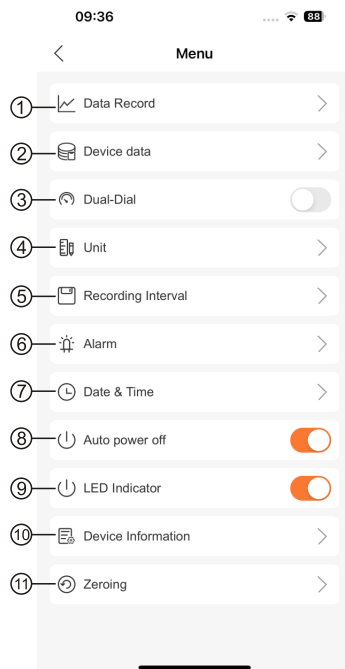 09:36
88
Menu
① Data Record
② Device data
③ Dual-Dial
④ Unit
⑤ Recording Interval
⑥ Alarm
⑦ Date & Time
⑧ Auto power off
⑨ LED Indicator
⑩ Device Information
⑪ Zeroing